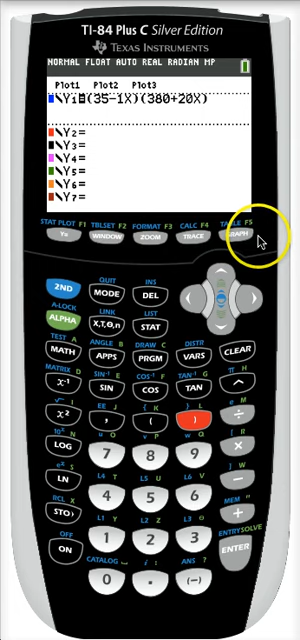 TI-84 Plus C Silver Edition
TEXAS INSTRUMENTS
NORMAL FLOAT AUTO REAL RADIAN MP
Plot1 Plot2 Plot3
\Y1=(35-1X)(380+20X)
\Y2=
\Y3=
\Y4=
\Y5=
\Y6=
\Y7=
STAT PLOT F1 TBLSET F2 FORMAT F3 CALC F4 TABLE F5
Y= WINDOW ZOOM TRACE GRAPH
QUIT INS
2ND MODE DEL
A-LOCK LINK LIST
ALPHA X,T,Θ,n STAT
TEST A ANGLE B DRAW C DISTR
MATH APPS PRGM VARS CLEAR
MATRIX D SIN⁻¹ E COS⁻¹ F TAN⁻¹ G π H
x⁻¹ SIN COS TAN ^
√ I EE J { K } L e M
x² , ( ) ÷
10ˣ N u O v P w Q [ R
LOG 7 8 9 ×
eˣ S L4 T L5 U L6 V ] W
LN 4 5 6 −
RCL X L1 Y L2 Z L3 Θ MEM "
STO 1 2 3 +
OFF CATALOG : ANS ? ENTRY SOLVE
ON 0 . (−) ENTER